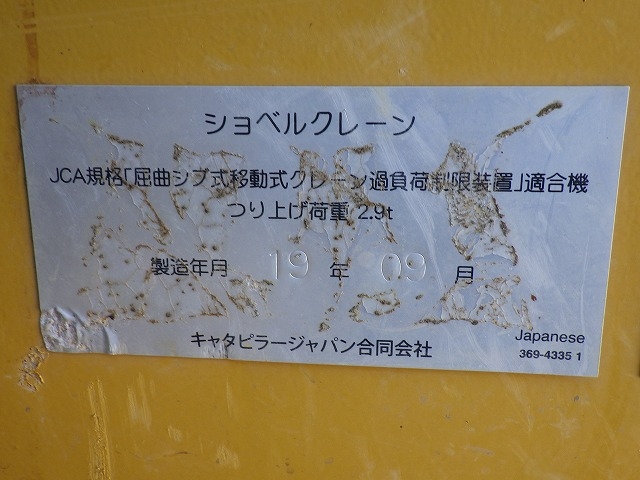 ショベルクレーン
JCA規格「屈曲ジブ式移動式クレーン過負荷制限装置」適合機
つり上げ荷重 2.9t
製造年月 19 年 09 月
キャタピラージャパン合同会社
Japanese
369-4335 1